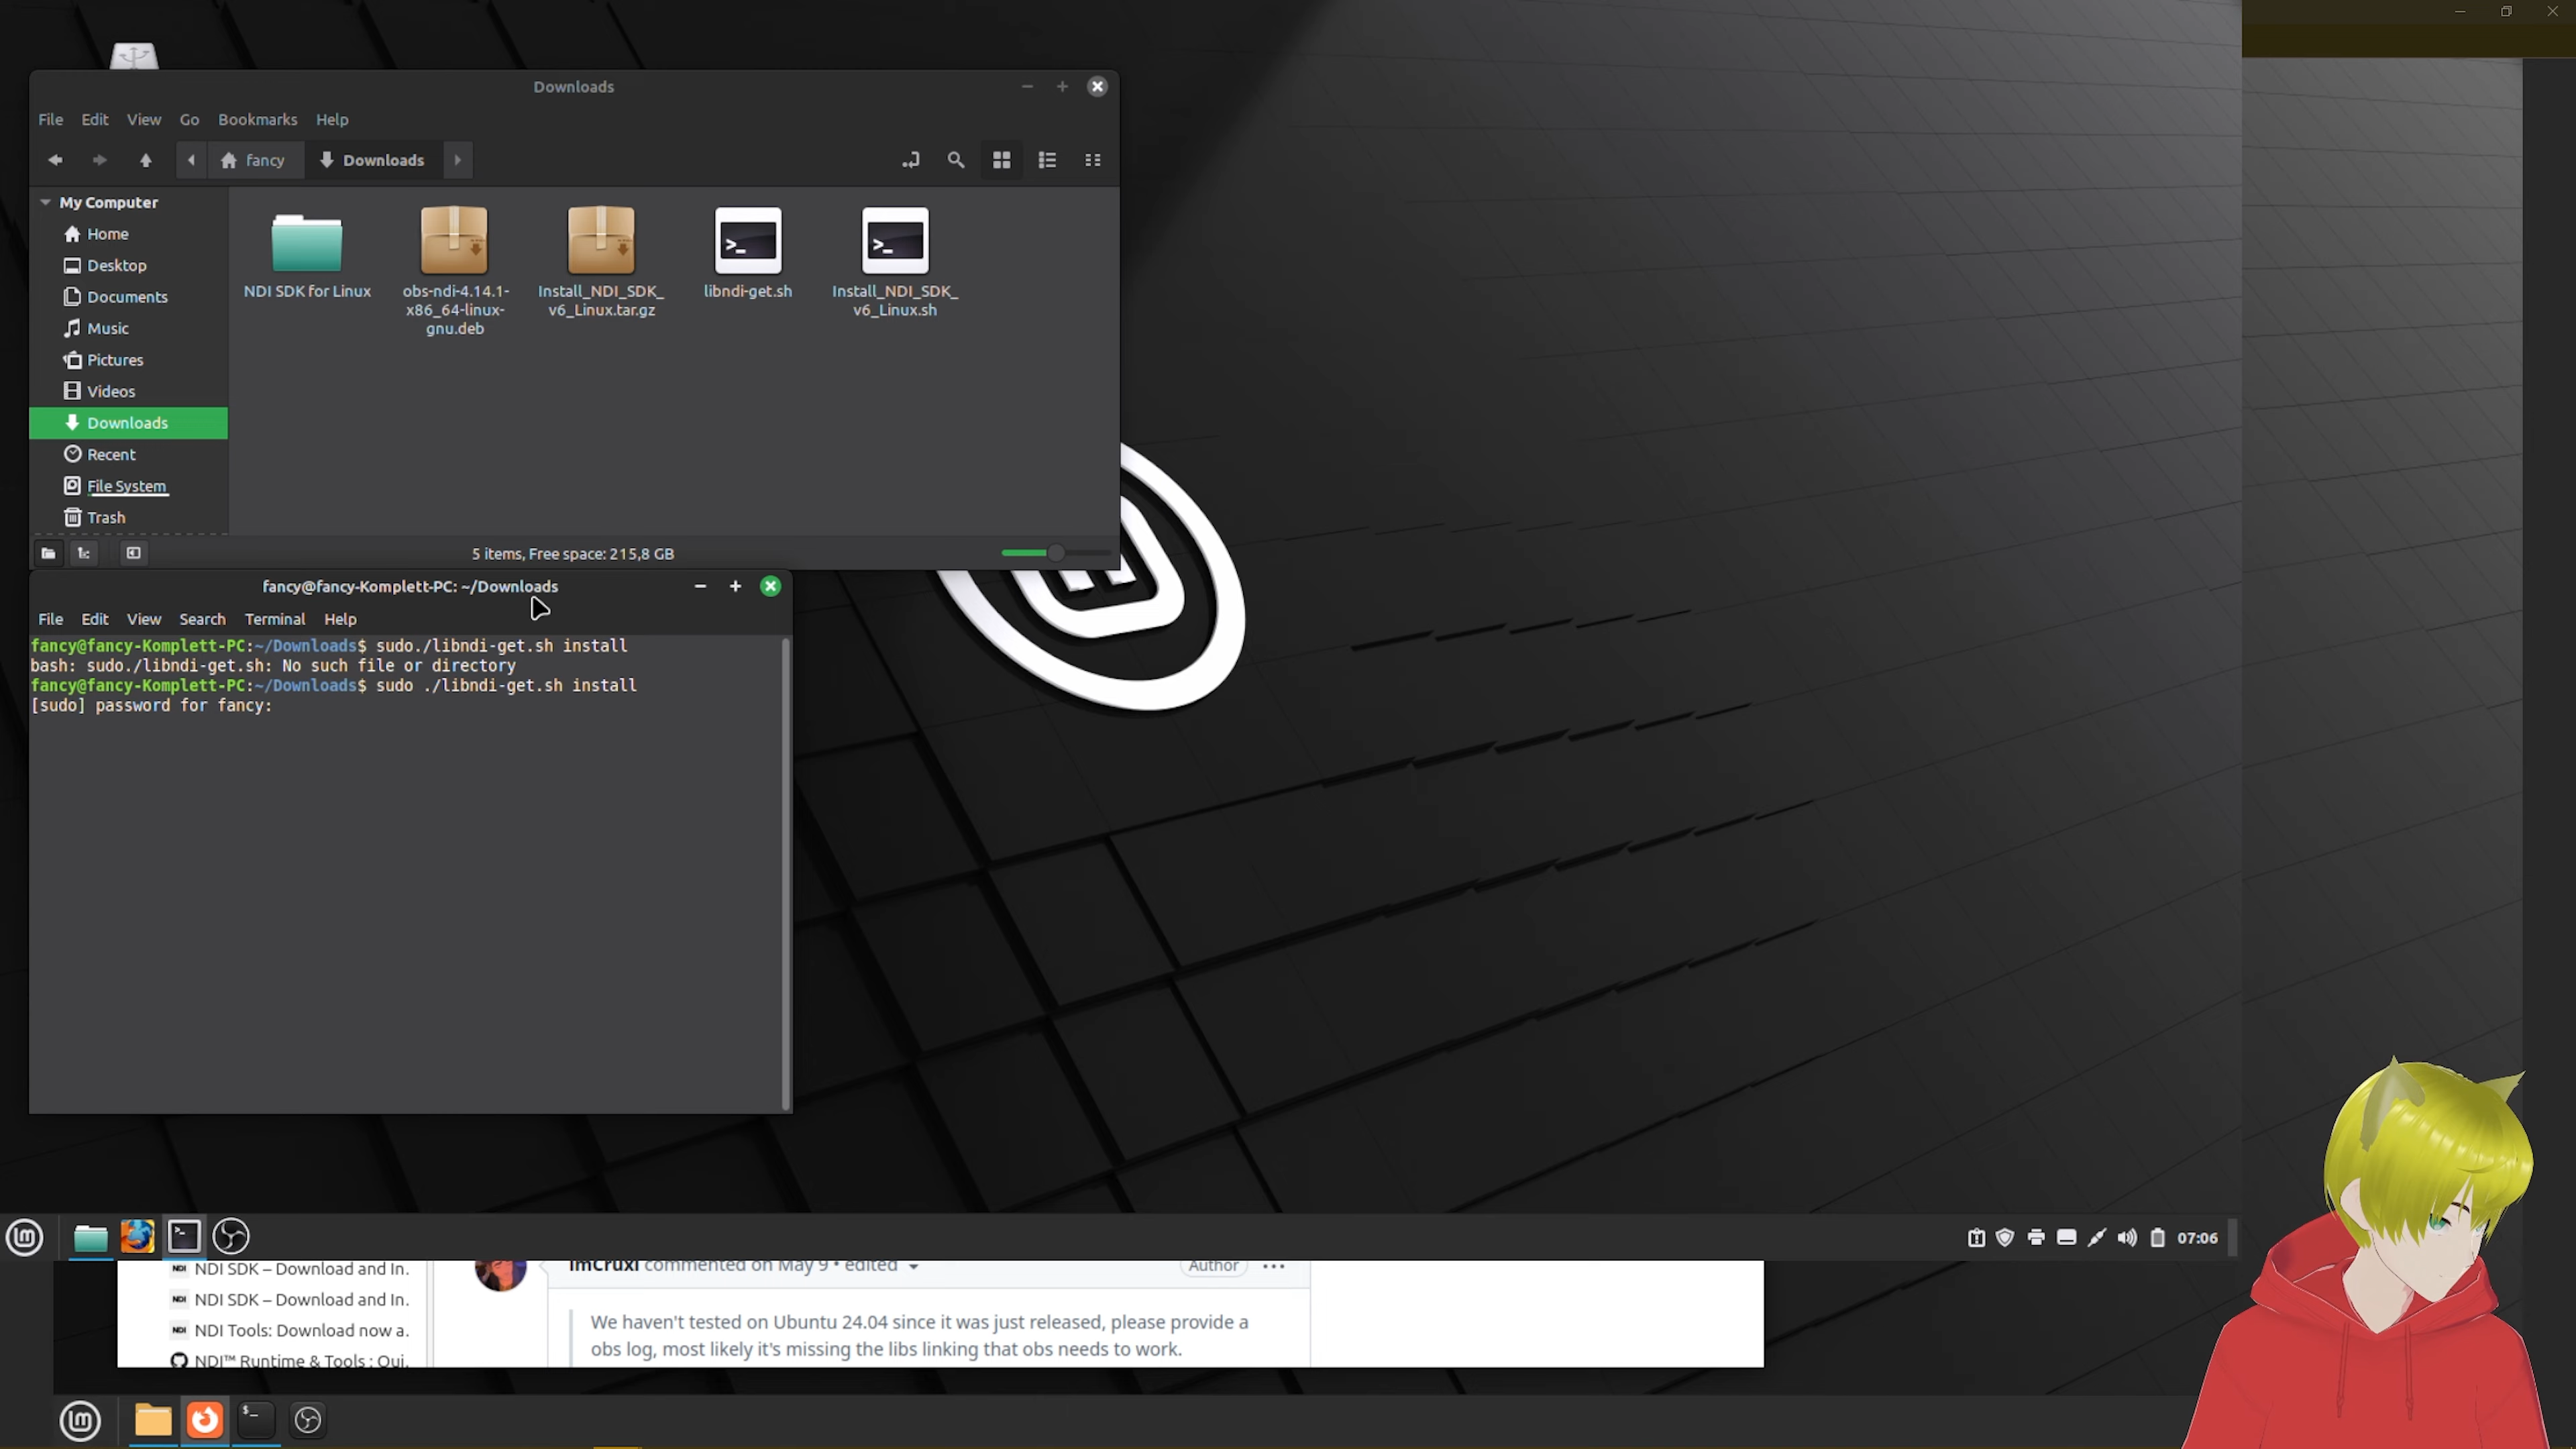 Downloads
File Edit View Go Bookmarks Help
fancy Downloads
My Computer
Home
Desktop
Documents
Music
Pictures
Videos
Downloads
Recent
File System
Trash
NDI SDK for Linux
obs-ndi-4.14.1-
x86_64-linux-
gnu.deb
Install_NDI_SDK_
v6_Linux.tar.gz
libndi-get.sh
Install_NDI_SDK_
v6_Linux.sh
5 items, Free space: 215,8 GB
fancy@fancy-Komplett-PC: ~/Downloads
File Edit View Search Terminal Help
fancy@fancy-Komplett-PC:~/Downloads$ sudo./libndi-get.sh install
bash: sudo./libndi-get.sh: No such file or directory
fancy@fancy-Komplett-PC:~/Downloads$ sudo ./libndi-get.sh install
[sudo] password for fancy:
07:06
NDI SDK – Download and In.
NDI SDK – Download and In.
NDI Tools: Download now a.
NDI™ Runtime & Tools : Qui.
ImCruxI commented on May 9 • edited
Author
We haven't tested on Ubuntu 24.04 since it was just released, please provide a
obs log, most likely it's missing the libs linking that obs needs to work.